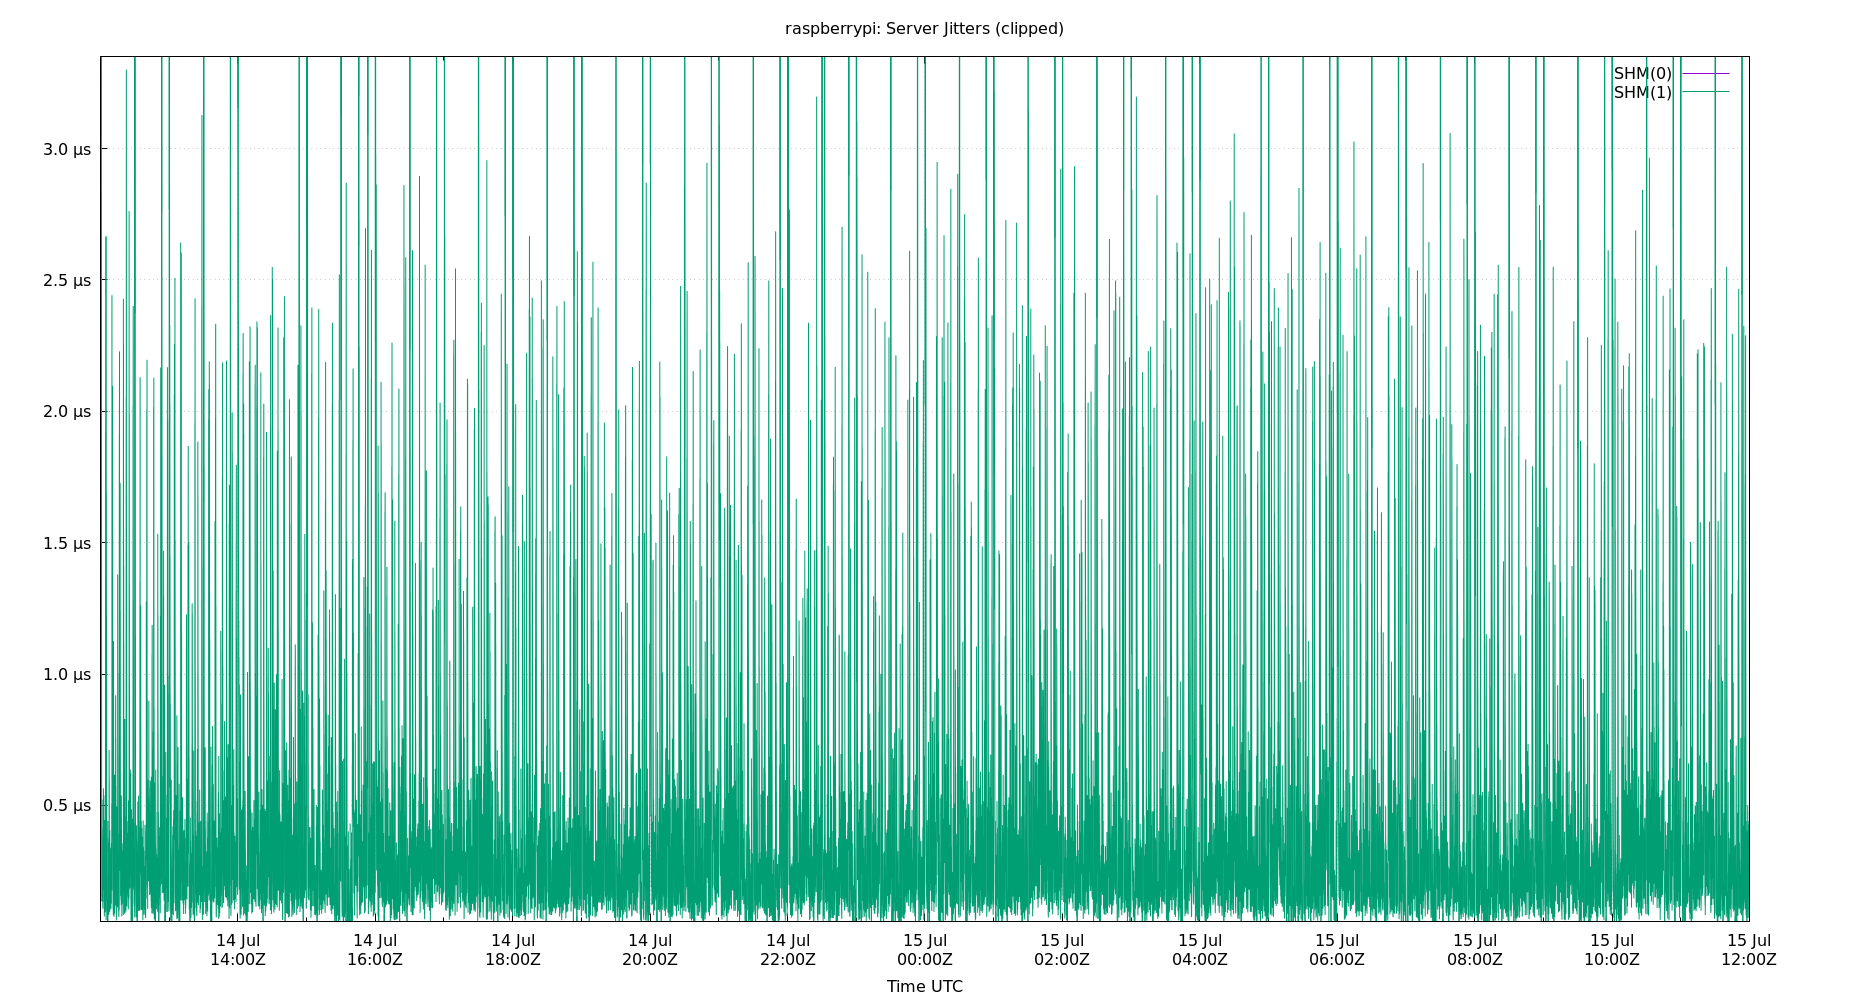 raspberrypi: Server Jitters (clipped)
SHM(0)
SHM(1)
3.0 µs
2.5 µs
2.0 µs
1.5 µs
1.0 µs
0.5 µs
14 Jul 14 Jul 14 Jul 14 Jul 14 Jul 15 Jul 15 Jul 15 Jul 15 Jul 15 Jul 15 Jul 15 Jul
14:00Z 16:00Z 18:00Z 20:00Z 22:00Z 00:00Z 02:00Z 04:00Z 06:00Z 08:00Z 10:00Z 12:00Z
Time UTC